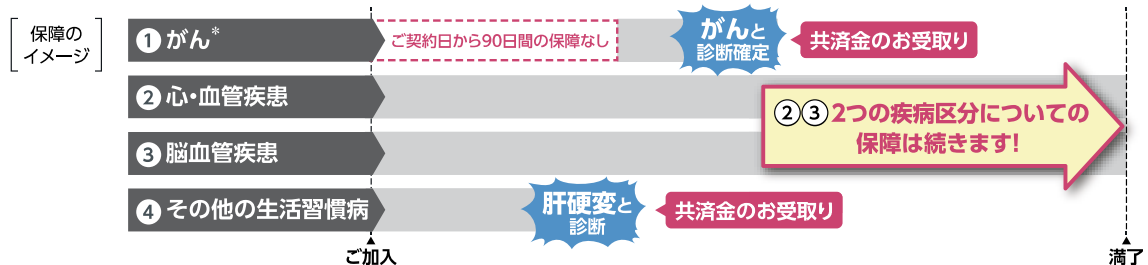 保障の
イメージ
① がん*
ご契約日から90日間の保障なし
がんと
診断確定
共済金のお受取り
② 心・血管疾患
②③2つの疾病区分についての
保障は続きます!
③ 脳血管疾患
④ その他の生活習慣病
肝硬変と
診断
共済金のお受取り
ご加入
満了